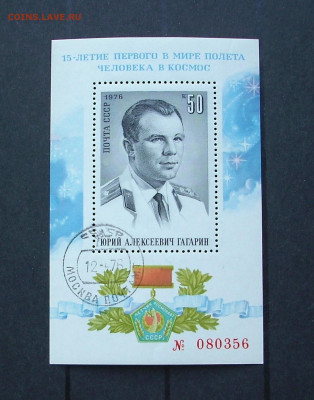 COINS.LAVE.RU
15-ЛЕТИЕ ПЕРВОГО В МИРЕ ПОЛЕТА
ЧЕЛОВЕКА В КОСМОС
1976
50
ПОЧТА СССР
ЮРИЙ АЛЕКСЕЕВИЧ ГАГАРИН
МОСКВА
СССР
№ 080356